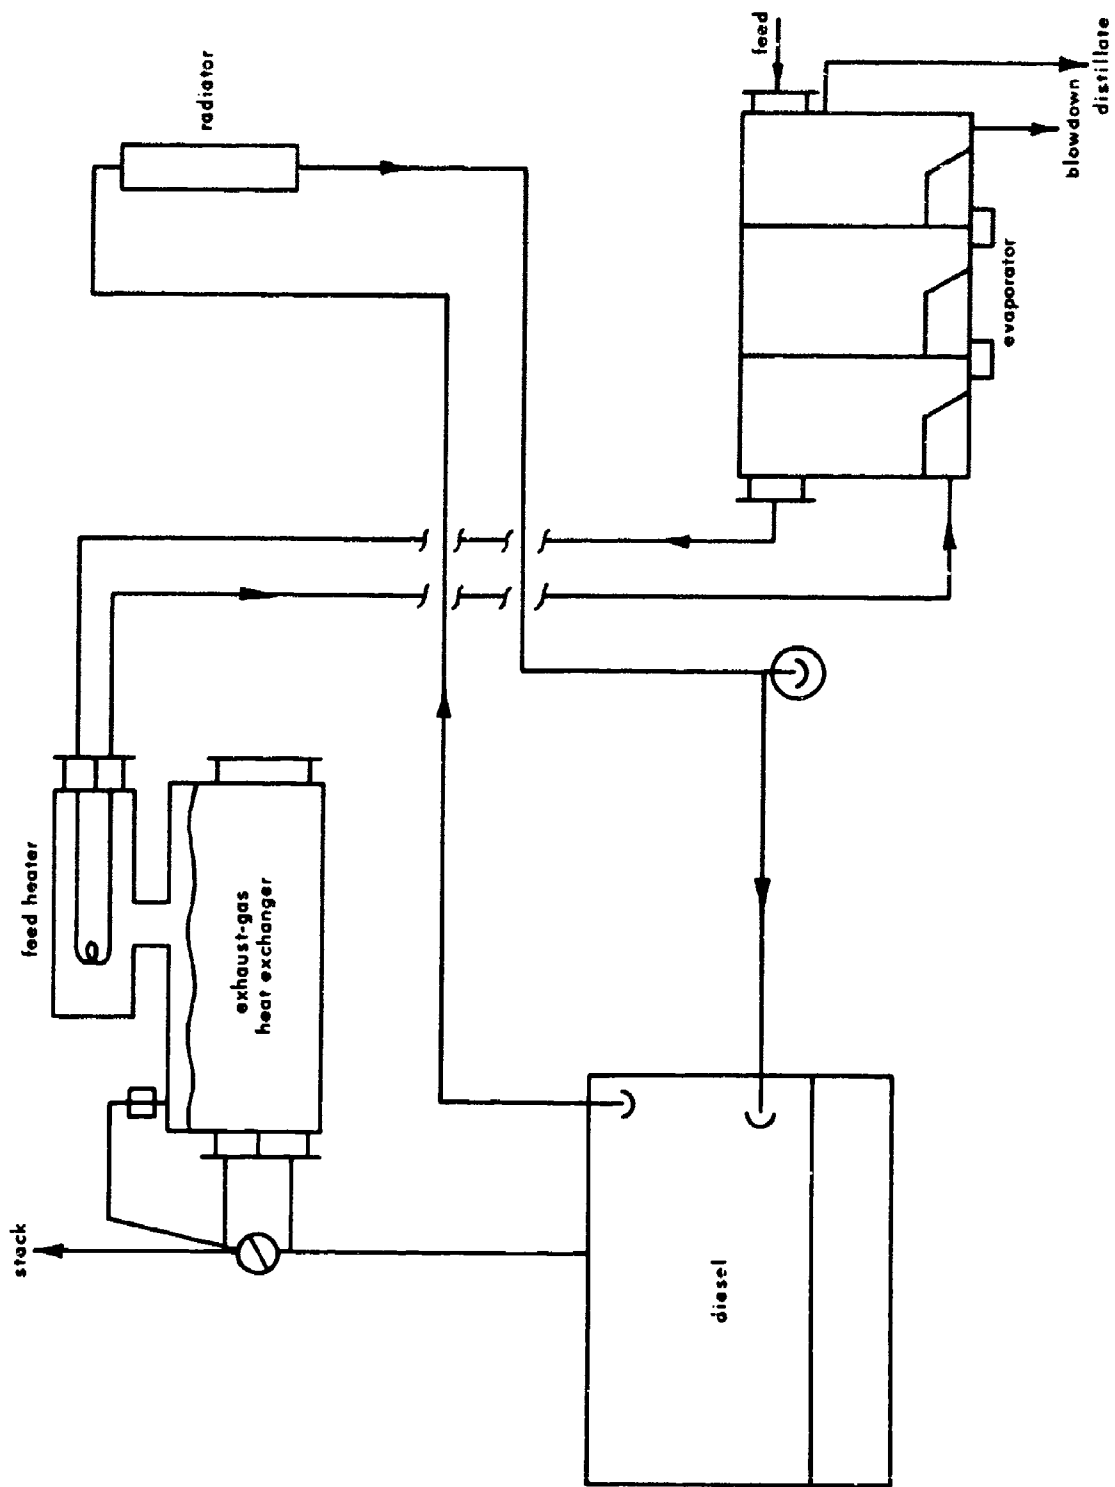 stack
feed heater
radiator
exhaust-gas
heat exchanger
diesel
feed
evaporator
blowdown
distillate